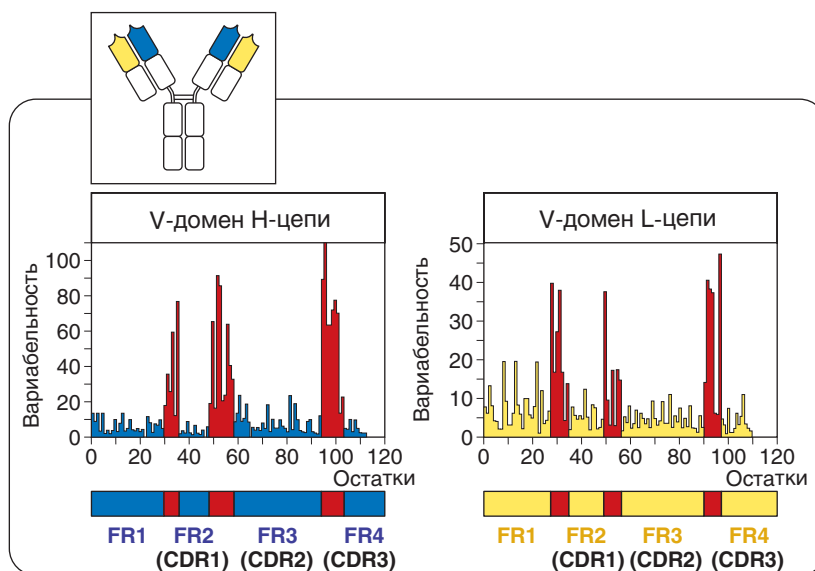 V-домен H-цепи
Вариабельность
100
80
60
40
20
10
0
0 20 40 60 80 100 120
Остатки
FR1 FR2 FR3 FR4
(CDR1) (CDR2) (CDR3)
V-домен L-цепи
Вариабельность
50
40
35
20
10
0
0 20 40 60 80 100 120
Остатки
FR1 FR2 FR3 FR4
(CDR1) (CDR2) (CDR3)